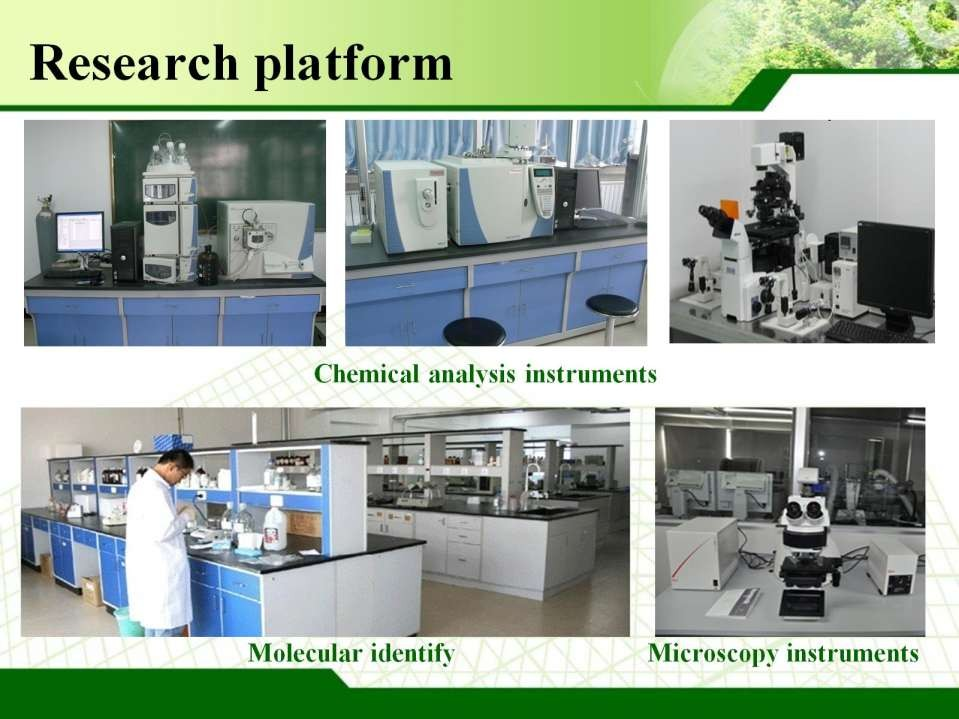 Research platform
Chemical analysis instruments
Molecular identify
Microscopy instruments